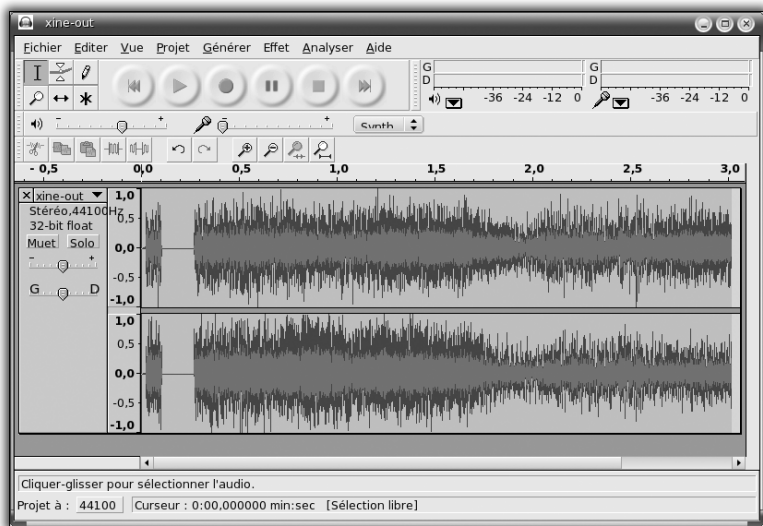 xine-out
Fichier Editer Vue Projet Générer Effet Analyser Aide
G
D
-36 -24 -12 0
G
D
-36 -24 -12 0
- + - +
Synth
- 0,5 0,0 0,5 1,0 1,5 2,0 2,5 3,0
xine-out
Stéréo,44100Hz
32-bit float
Muet Solo
- +
G D
1,0
0,5
0,0
-0,5
-1,0
1,0
0,5
0,0
-0,5
-1,0
Cliquer-glisser pour sélectionner l'audio.
Projet à : 44100 Curseur : 0:00,000000 min:sec [Sélection libre]